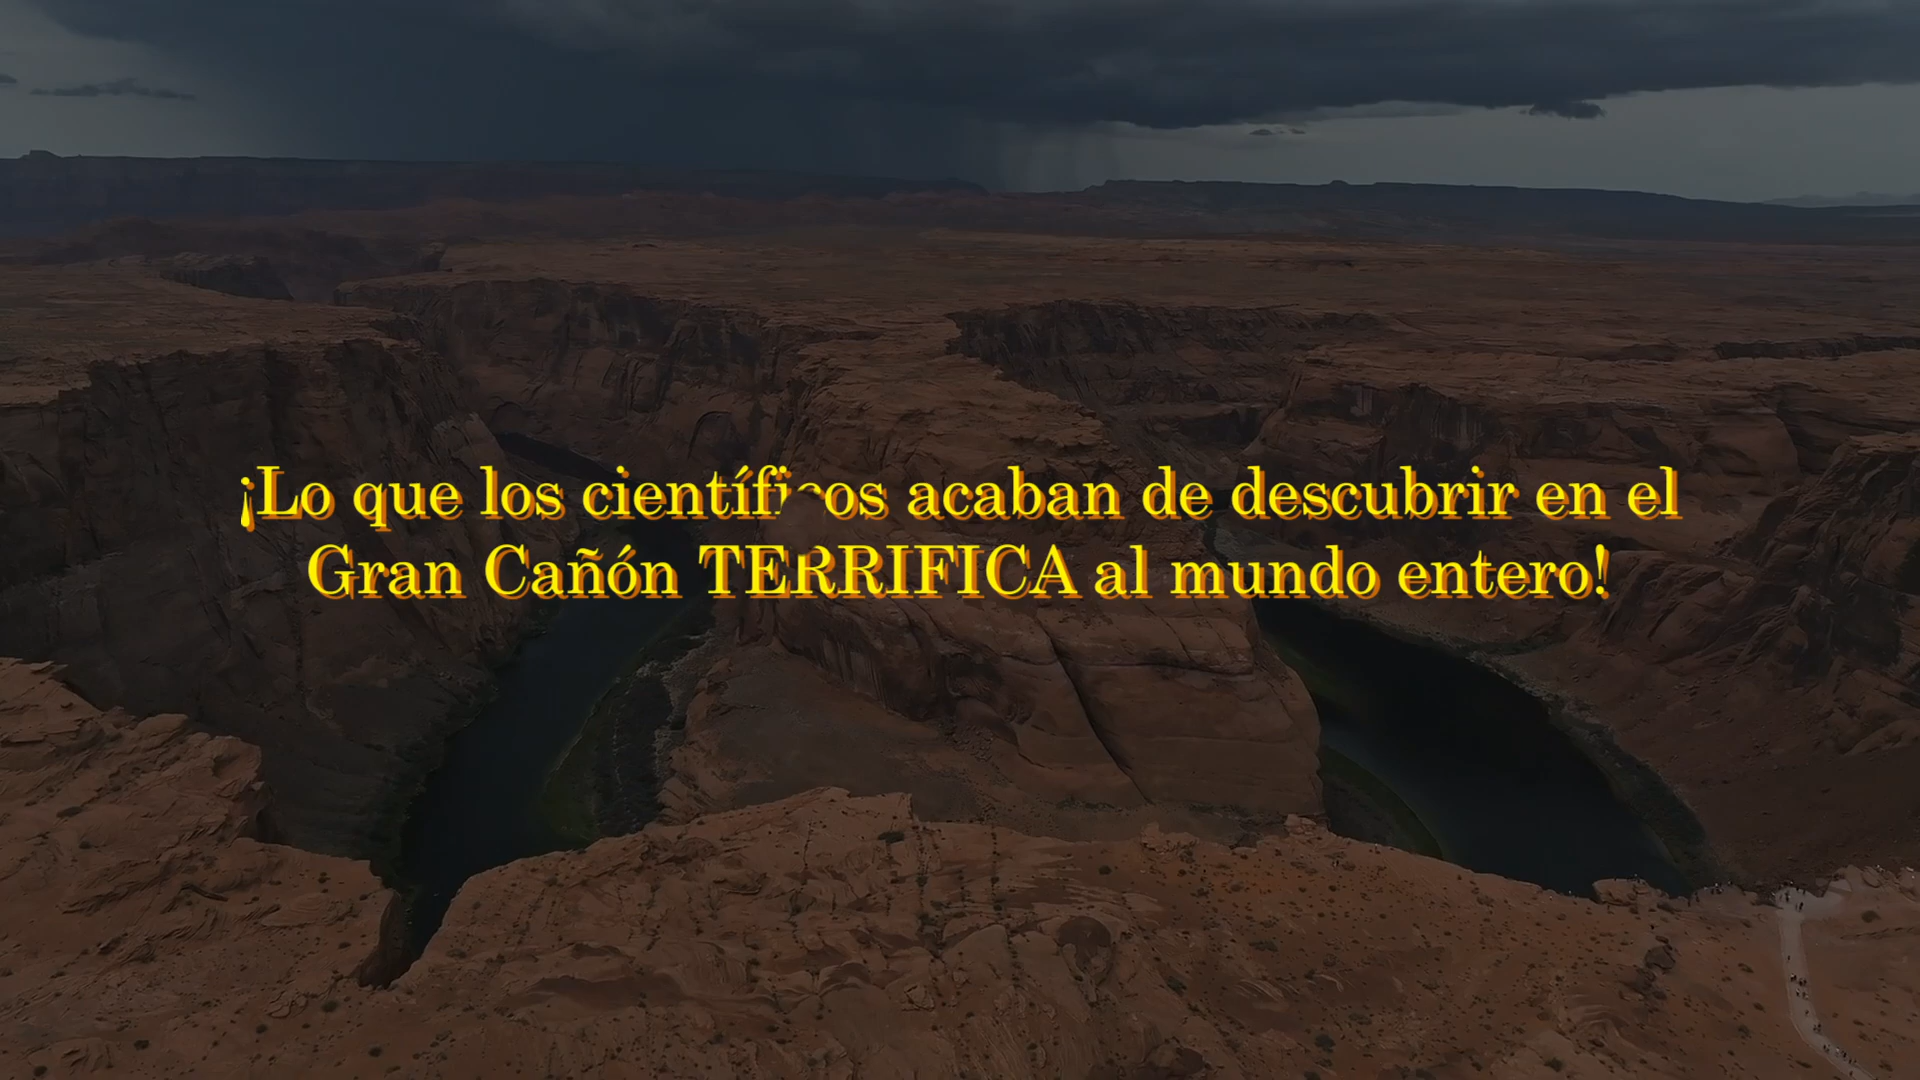 ¡Lo que los científicos acaban de descubrir en el
Gran Cañón TERRIFICA al mundo entero!